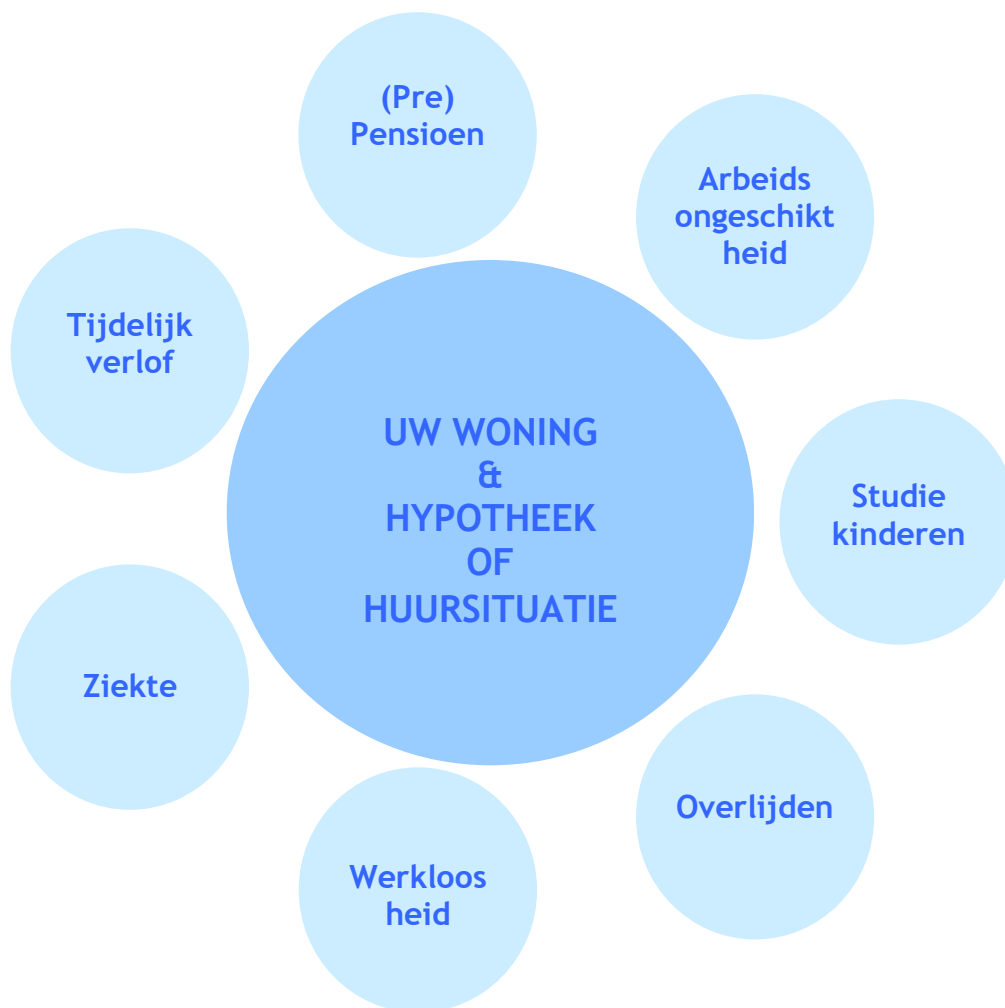 (Pre)
Pensioen
Arbeids
ongeschikt
heid
Tijdelijk
verlof
UW WONING
&
HYPOTHEEK
OF
HUURSITUATIE
Studie
kinderen
Ziekte
Overlijden
Werkloos
heid